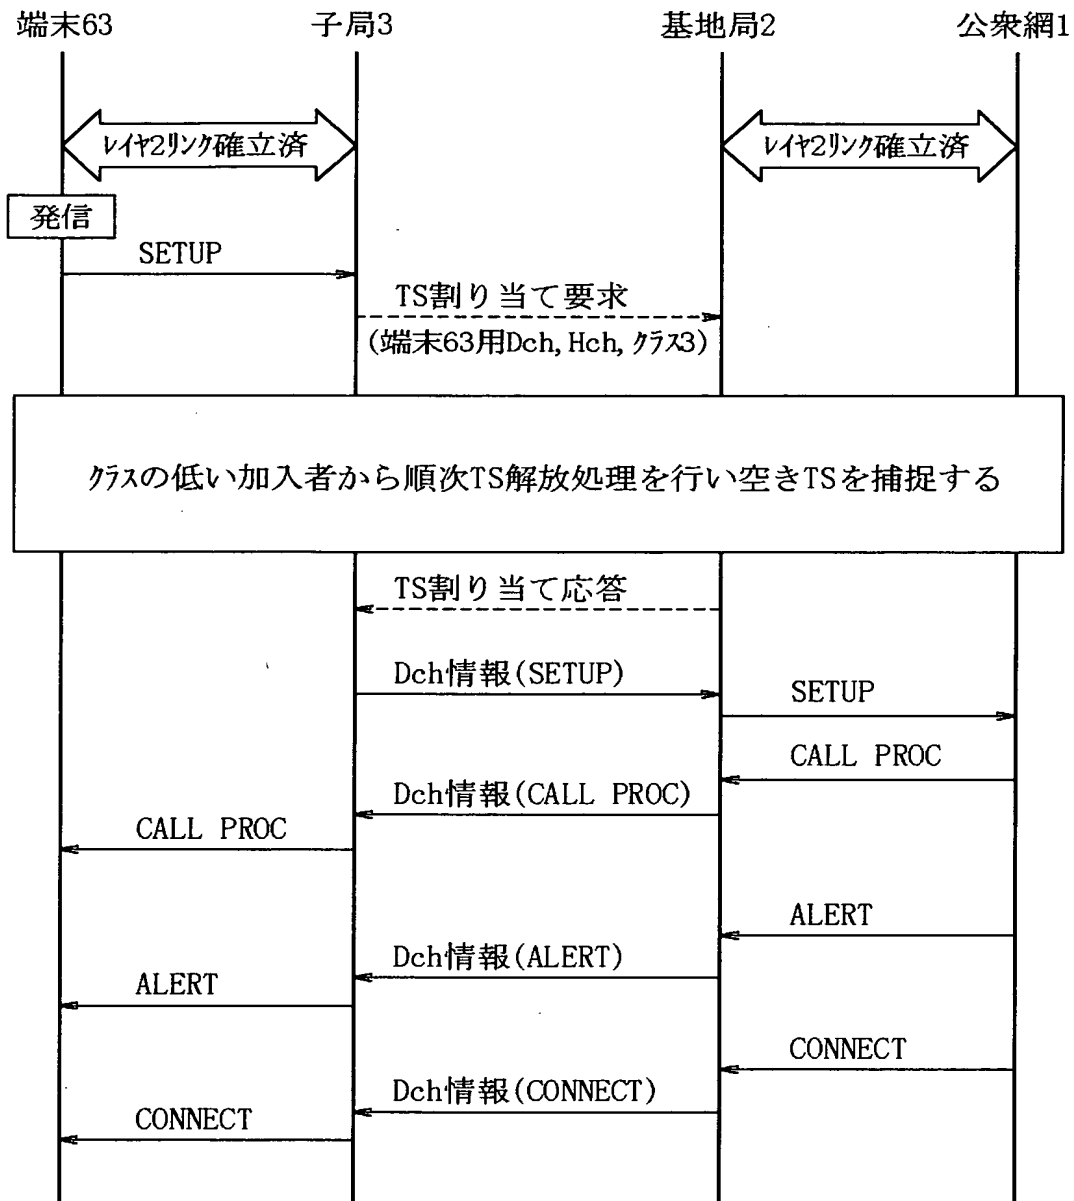 端末63 子局3 基地局2 公衆網1
ﾚｲﾔ2ﾘﾝｸ確立済 ﾚｲﾔ2ﾘﾝｸ確立済
発信
SETUP
TS割り当て要求
(端末63用Dch, Hch, ｸﾗｽ3)
ｸﾗｽの低い加入者から順次TS解放処理を行い空きTSを捕捉する
TS割り当て応答
Dch情報(SETUP)
SETUP
CALL PROC
Dch情報(CALL PROC)
CALL PROC
ALERT
Dch情報(ALERT)
ALERT
CONNECT
Dch情報(CONNECT)
CONNECT